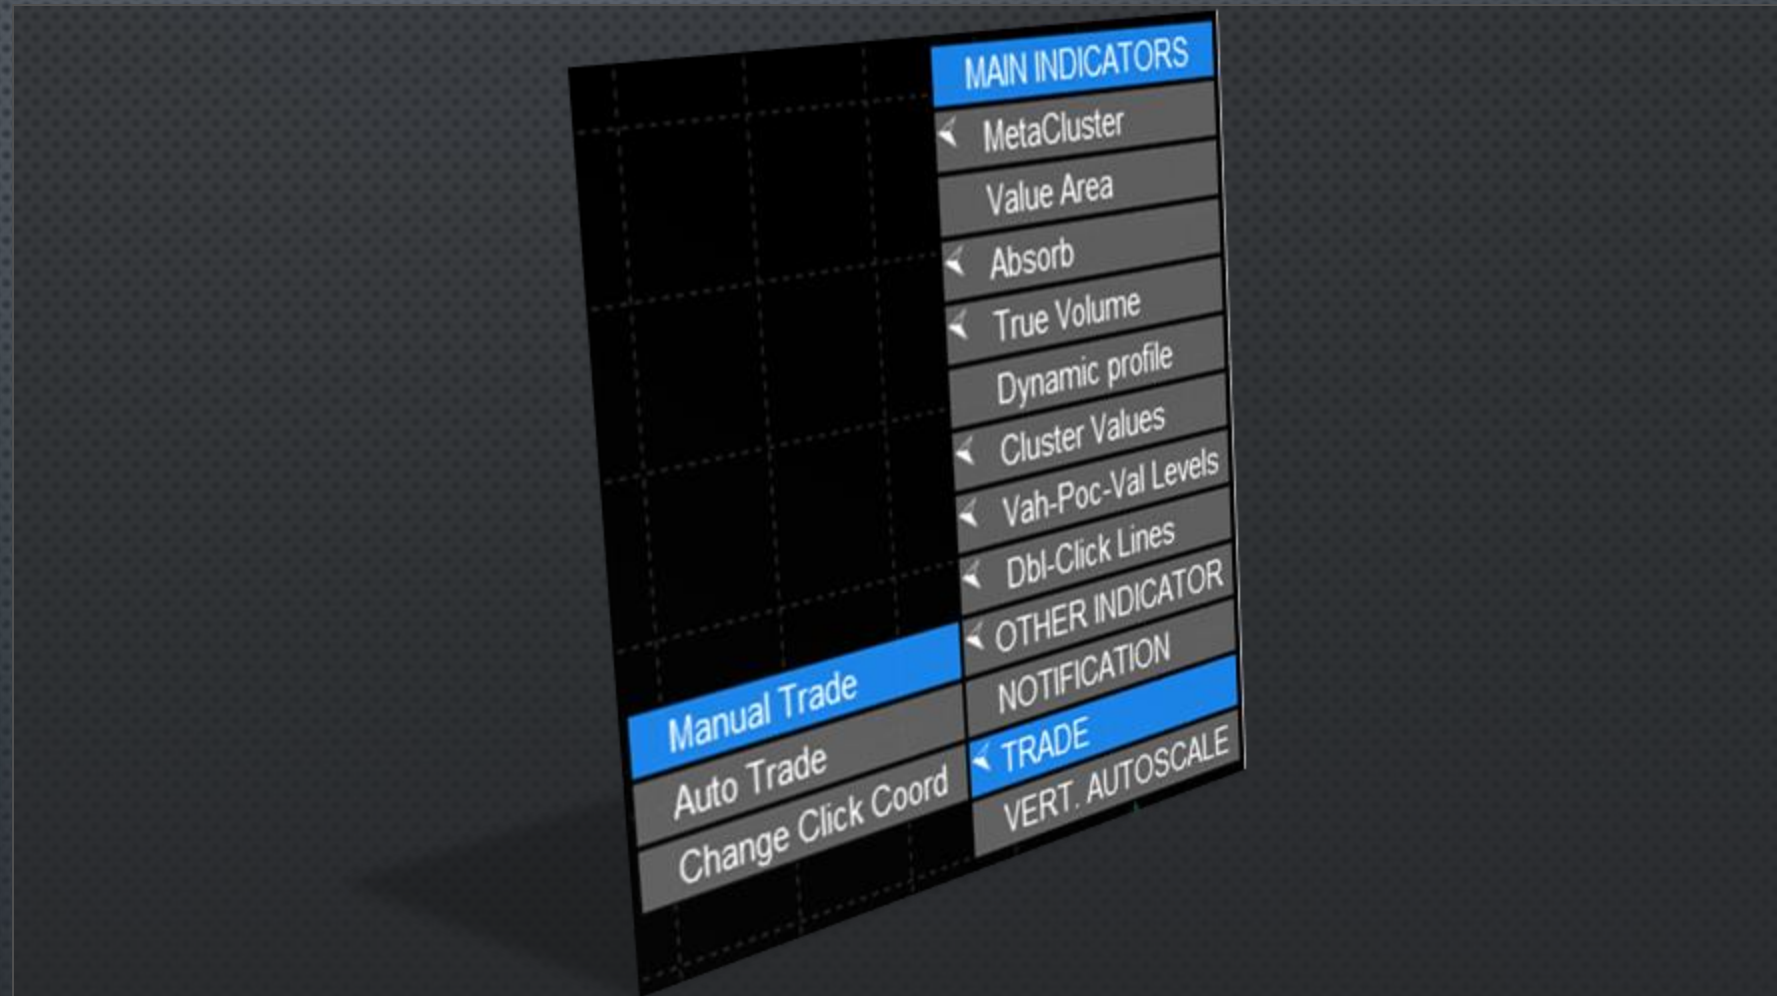 MAIN INDICATORS
MetaCluster
Value Area
Absorb
True Volume
Dynamic profile
Cluster Values
Vah-Poc-Val Levels
Dbl-Click Lines
OTHER INDICATOR
NOTIFICATION
TRADE
VERT. AUTOSCALE
Manual Trade
Auto Trade
Change Click Coord